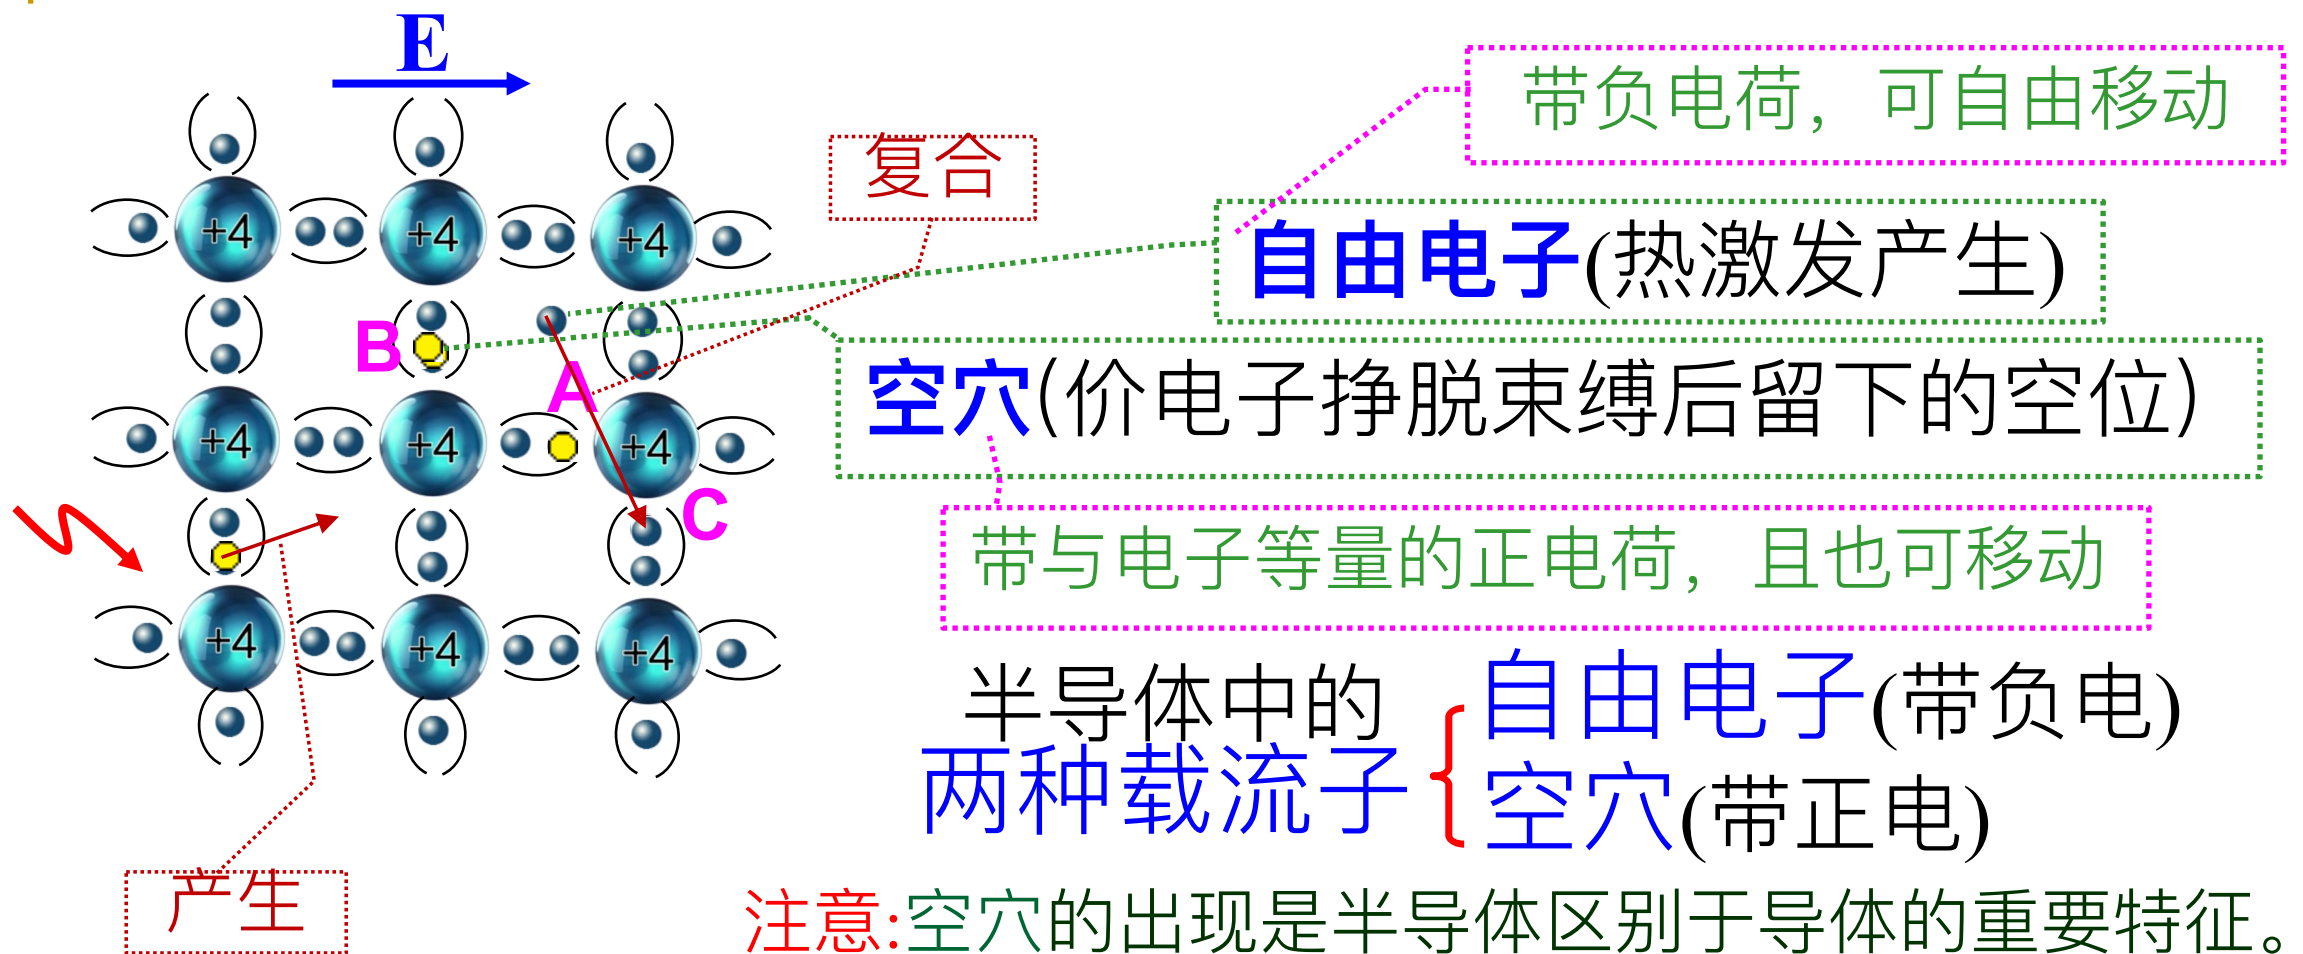 E
带负电荷，可自由移动
复合
自由电子(热激发产生)
+4 +4 +4
B
A
空穴(价电子挣脱束缚后留下的空位)
+4 +4 +4
C
带与电子等量的正电荷，且也可移动
+4 +4 +4
半导体中的
两种载流子
自由电子(带负电)
空穴(带正电)
产生
注意:空穴的出现是半导体区别于导体的重要特征。